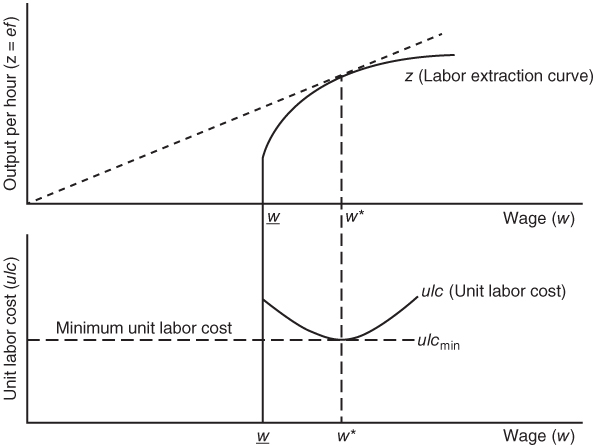 Output per hour (z = ef)
z (Labor extraction curve)
w
w*
Wage (w)
Unit labor cost (ulc)
ulc (Unit labor cost)
Minimum unit labor cost
ulcmin
w
w*
Wage (w)